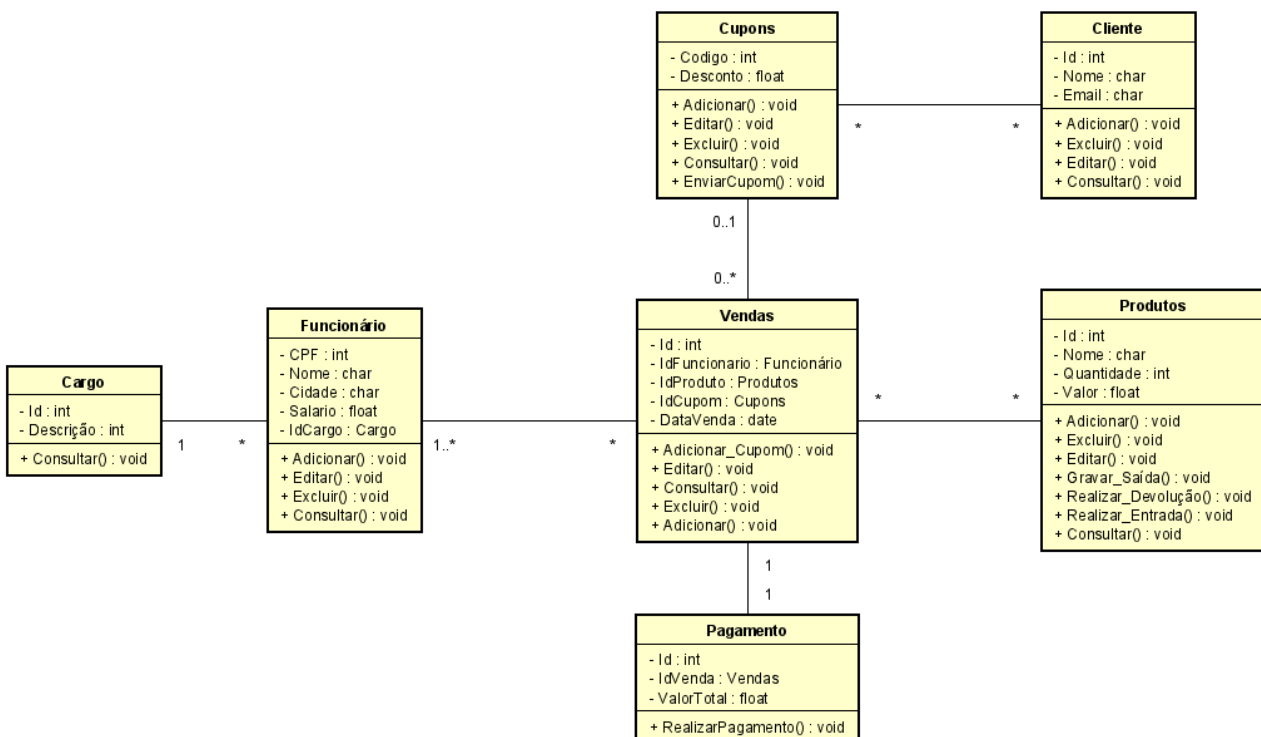 Cupons
- Codigo : int
- Desconto : float
+ Adicionar() : void
+ Editar() : void
+ Excluir() : void
+ Consultar() : void
+ EnviarCupom() : void
Cliente
- Id : int
- Nome : char
- Email : char
+ Adicionar() : void
+ Excluir() : void
+ Editar() : void
+ Consultar() : void
*
*
0..1
0..*
Cargo
- Id : int
- Descrição : int
+ Consultar() : void
1
*
Funcionário
- CPF : int
- Nome : char
- Cidade : char
- Salario : float
- IdCargo : Cargo
+ Adicionar() : void
+ Editar() : void
+ Excluir() : void
+ Consultar() : void
1..*
*
Vendas
- Id : int
- IdFuncionario : Funcionário
- IdProduto : Produtos
- IdCupom : Cupons
- DataVenda : date
+ Adicionar_Cupom() : void
+ Editar() : void
+ Consultar() : void
+ Excluir() : void
+ Adicionar() : void
*
*
Produtos
- Id : int
- Nome : char
- Quantidade : int
- Valor : float
+ Adicionar() : void
+ Excluir() : void
+ Editar() : void
+ Gravar_Saída() : void
+ Realizar_Devolução() : void
+ Realizar_Entrada() : void
+ Consultar() : void
1
1
Pagamento
- Id : int
- IdVenda : Vendas
- ValorTotal : float
+ RealizarPagamento() : void